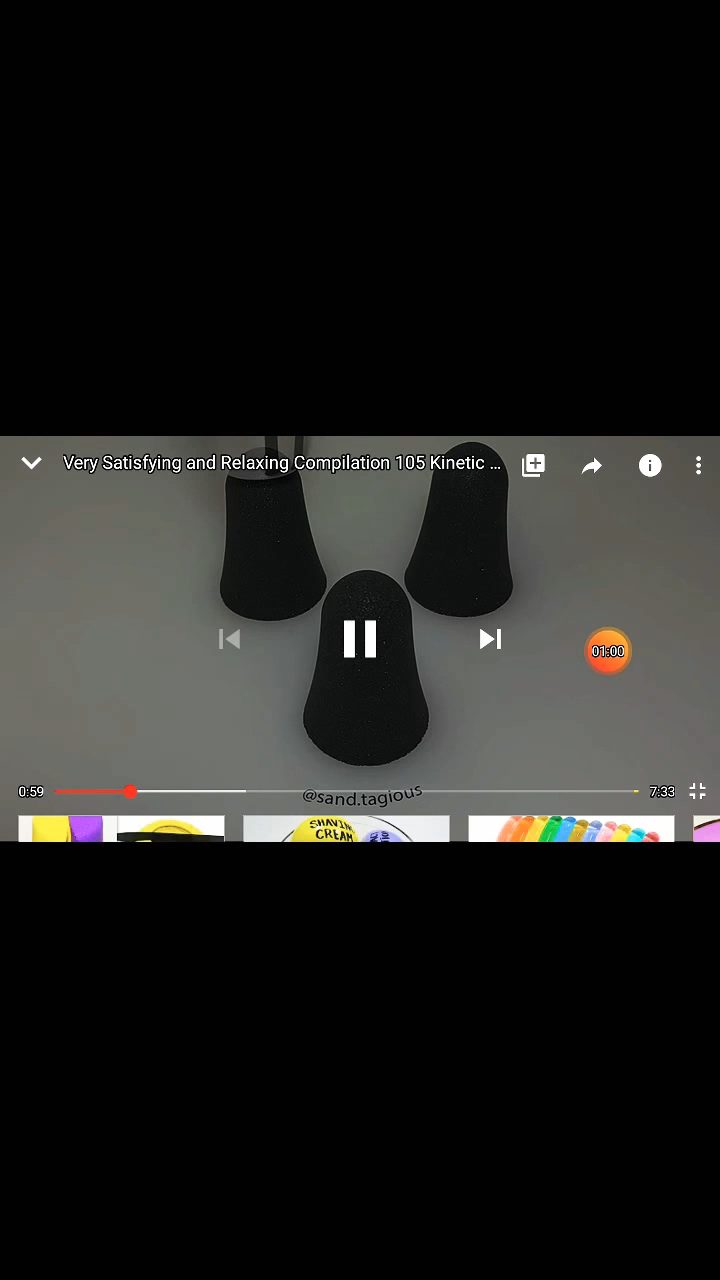 Very Satisfying and Relaxing Compilation 105 Kinetic ...
01:00
0:59
7:33
@sand.tagious
SHAVING
CREAM